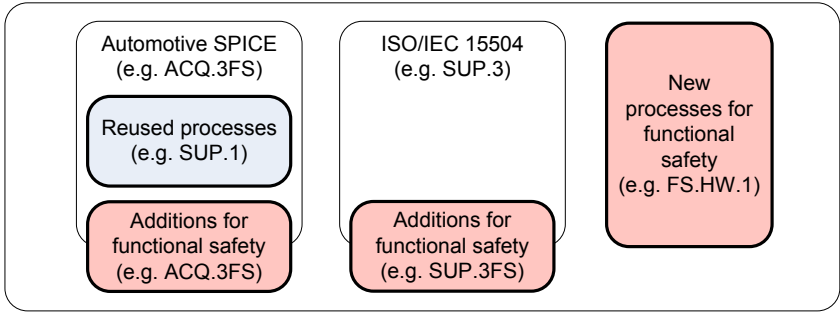 Automotive SPICE
(e.g. ACQ.3FS)
Reused processes
(e.g. SUP.1)
Additions for
functional safety
(e.g. ACQ.3FS)
ISO/IEC 15504
(e.g. SUP.3)
Additions for
functional safety
(e.g. SUP.3FS)
New
processes for
functional
safety
(e.g. FS.HW.1)